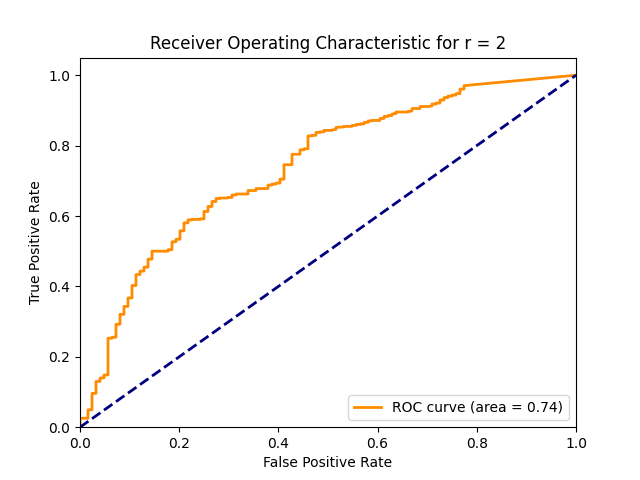 Receiver Operating Characteristic for r = 2
1.0
0.8
0.6
0.4
0.2
0.0
True Positive Rate
ROC curve (area = 0.74)
0.0 0.2 0.4 0.6 0.8 1.0
False Positive Rate